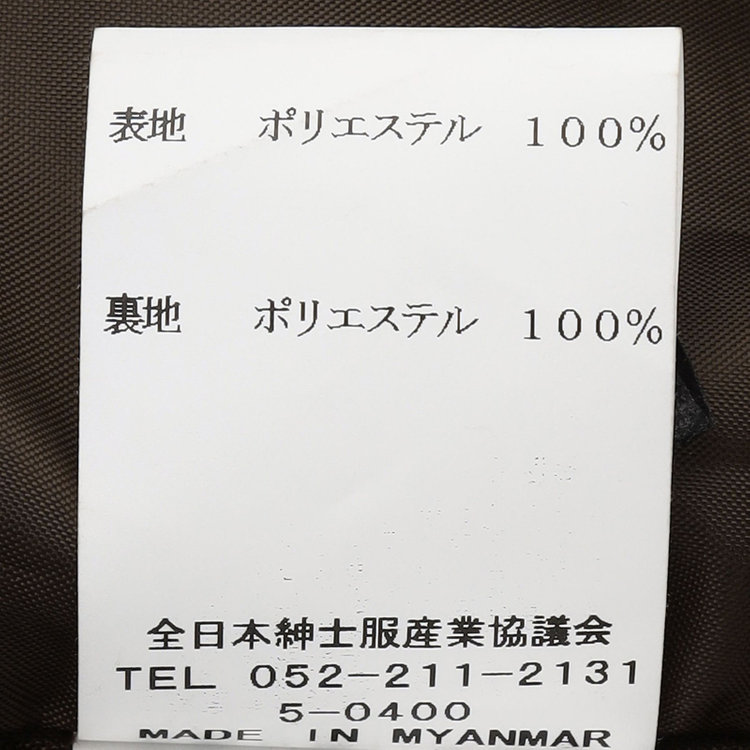 表地 ポリエステル 100%
裏地 ポリエステル 100%
全日本紳士服産業協議会
TEL 052-211-2131
5-0400
MADE IN MYANMAR